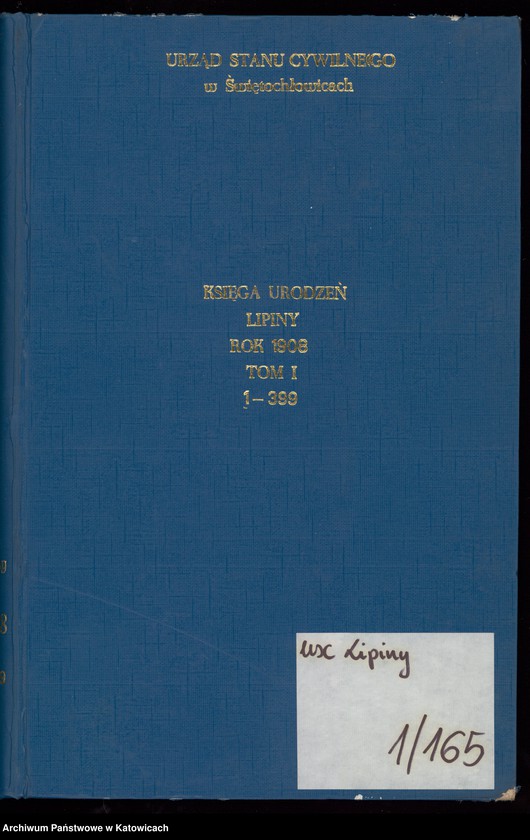 URZĄD STANU CYWILNEGO
w Świętochłowicach
KSIĘGA URODZEŃ
LIPINY
ROK 1908
TOM I
1-399
USC Lipiny
1/165
8
Archiwum Państwowe w Katowicach